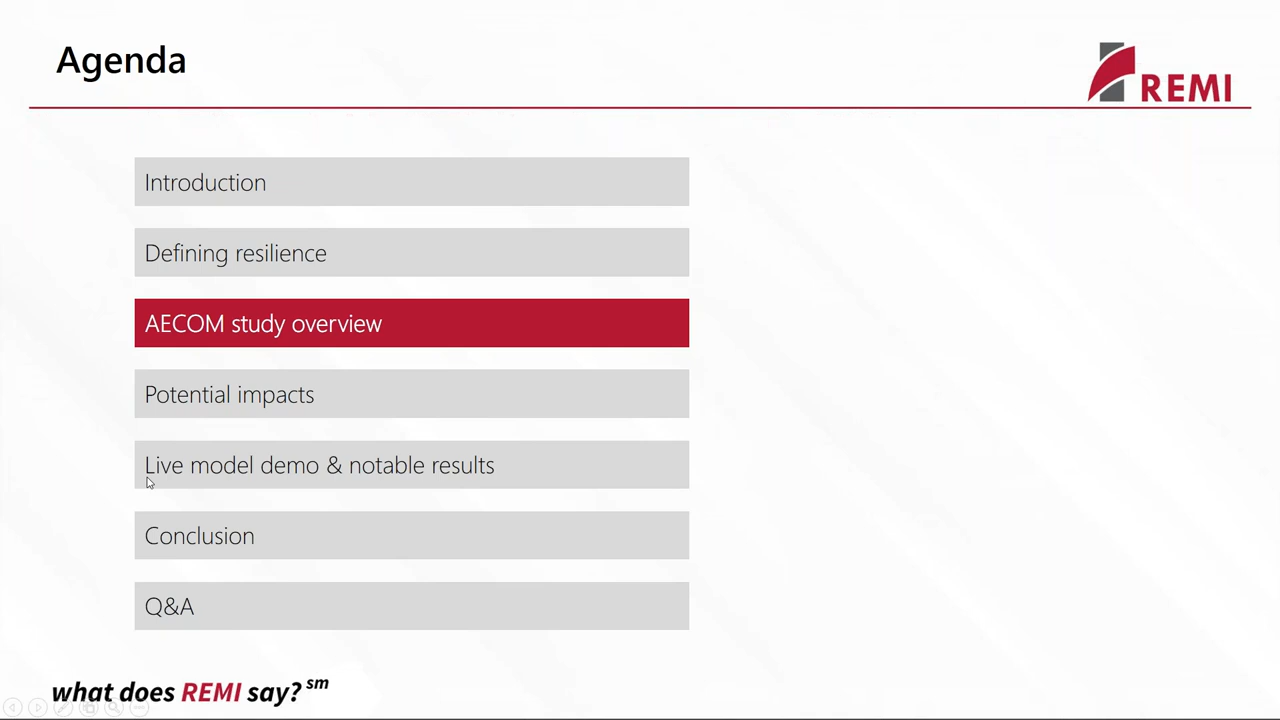 Agenda
REMI
Introduction
Defining resilience
AECOM study overview
Potential impacts
Live model demo & notable results
Conclusion
Q&A
what does REMI say? sm